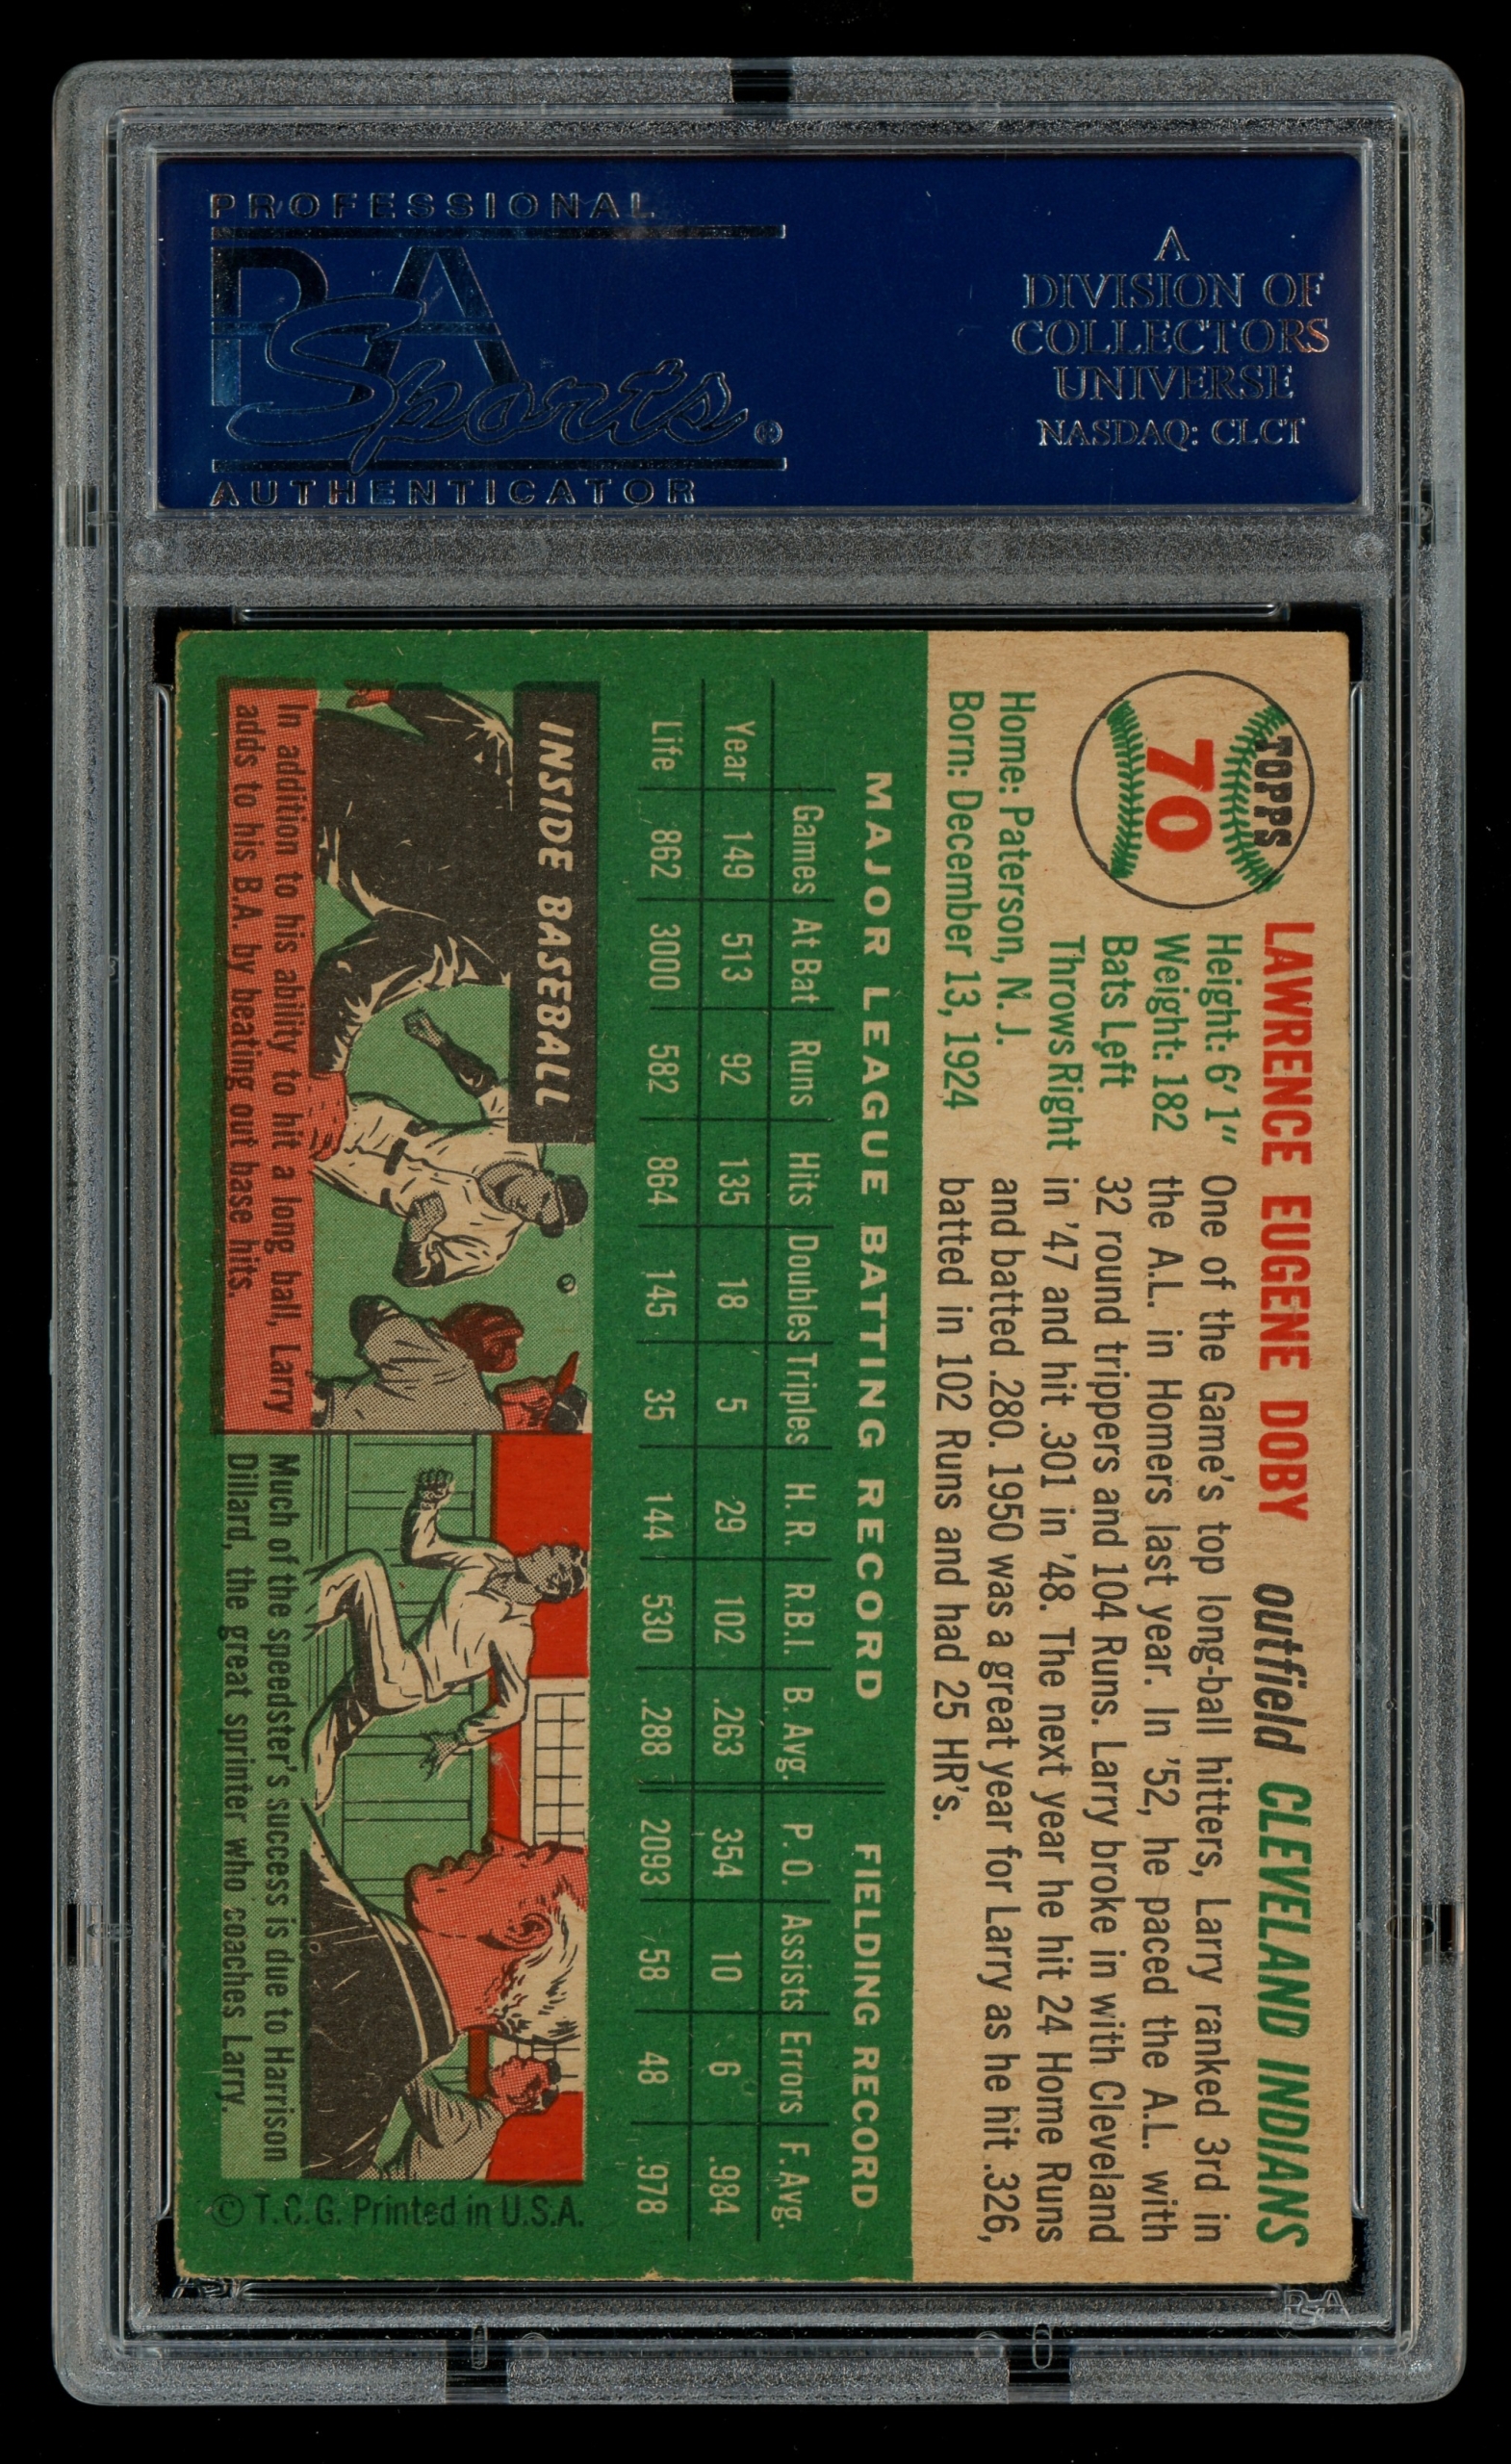 PROFESSIONAL
PSA
Sports®
AUTHENTICATOR
A
DIVISION OF
COLLECTORS
UNIVERSE
NASDAQ: CLCT
TOPPS
70
LAWRENCE EUGENE DOBY outfield CLEVELAND INDIANS
Height: 6' 1"
Weight: 182
Bats Left
Throws Right
Home: Paterson, N. J.
Born: December 13, 1924
One of the Game's top long-ball hitters, Larry ranked 3rd in
the A.L. in Homers last year. In '52, he paced the A.L. with
32 round trippers and 104 Runs. Larry broke in with Cleveland
in '47 and hit .301 in '48. The next year he hit 24 Home Runs
and batted .280. 1950 was a great year for Larry as he hit .326,
batted in 102 Runs and had 25 HR's.
MAJOR LEAGUE BATTING RECORD FIELDING RECORD
Games At Bat Runs Hits Doubles Triples H. R. R.B.I. B. Avg. P. O. Assists Errors F. Avg.
Year 149 513 92 135 18 5 29 102 .263 354 10 6 .984
Life 862 3000 582 864 145 35 144 530 .288 2093 58 48 .978
INSIDE BASEBALL
In addition to his ability to hit a long ball, Larry
adds to his B.A. by beating out base hits.
Much of the speedster's success is due to Harrison
Dillard, the great sprinter who coaches Larry.
© T.C.G. Printed in U.S.A.
PSA